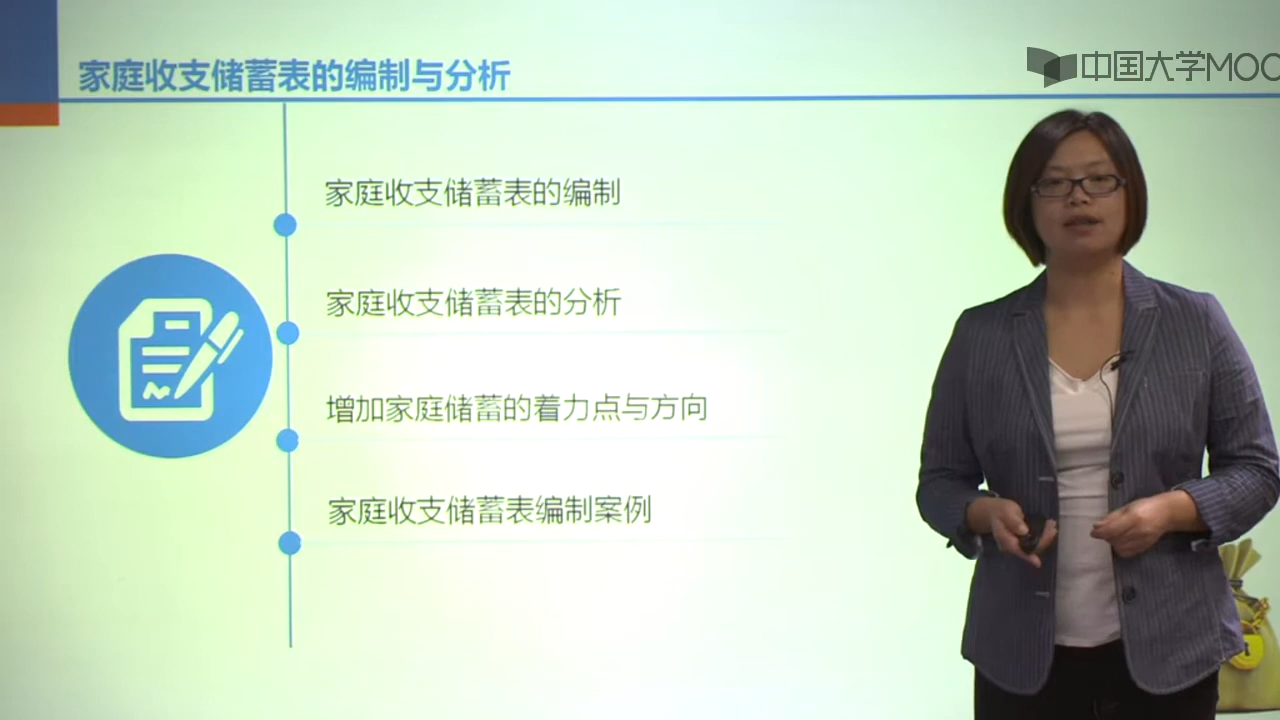 家庭收支储蓄表的编制与分析
中国大学MOO
家庭收支储蓄表的编制
家庭收支储蓄表的分析
增加家庭储蓄的着力点与方向
家庭收支储蓄表编制案例